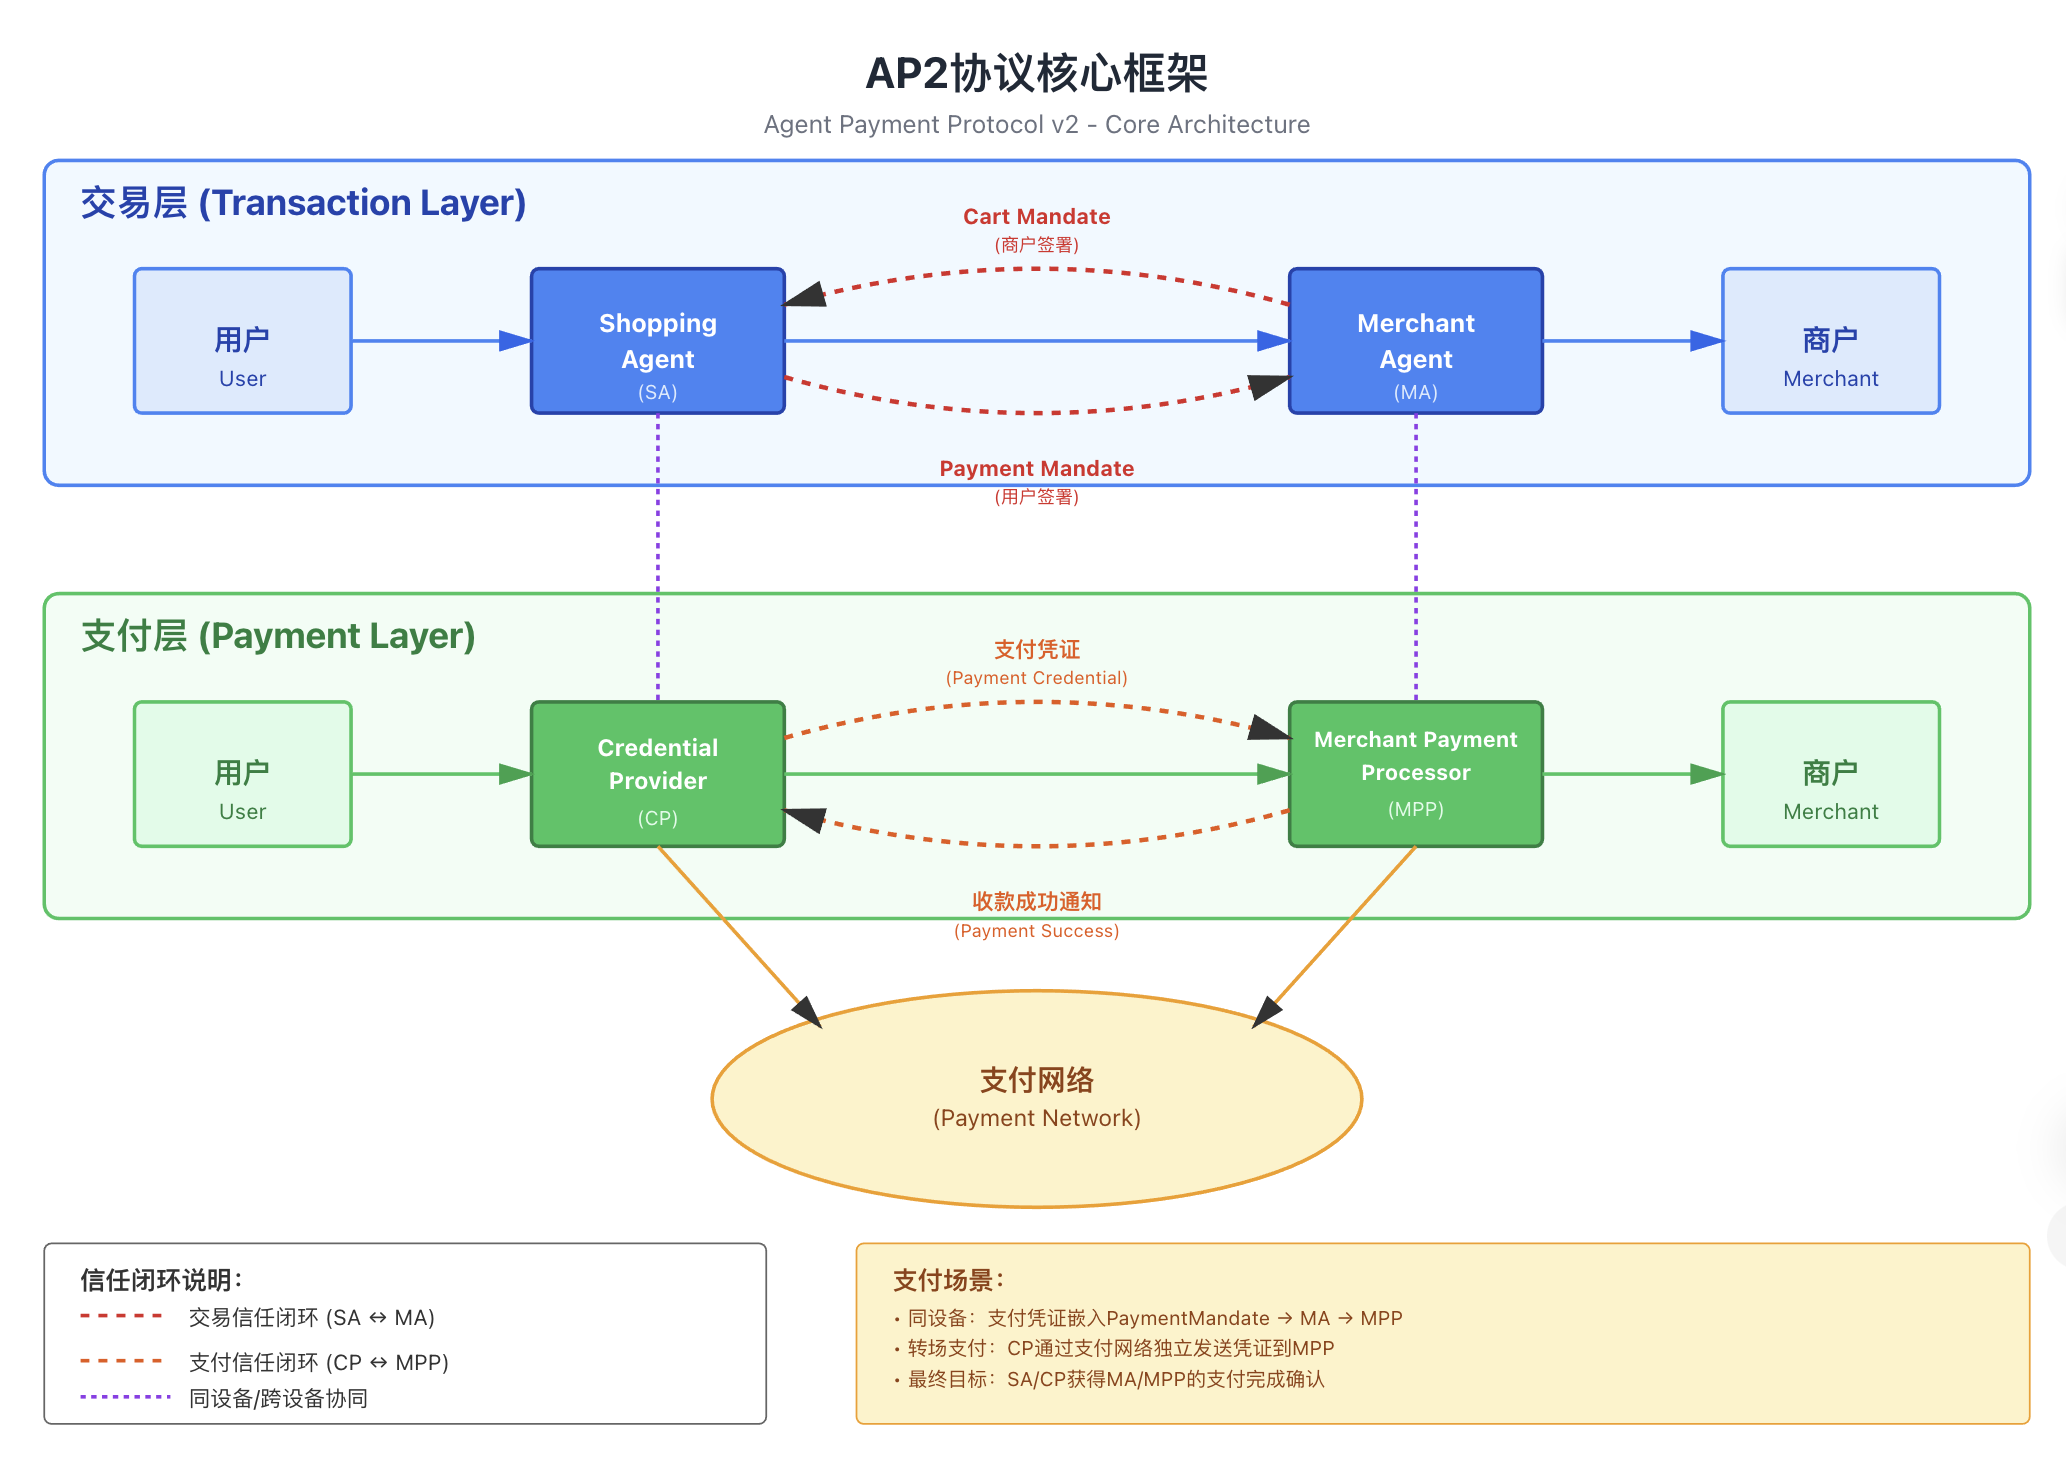 AP2协议核心框架
Agent Payment Protocol v2 - Core Architecture
交易层 (Transaction Layer)
Cart Mandate
(商户签署)
用户
User
Shopping
Agent
(SA)
Merchant
Agent
(MA)
商户
Merchant
Payment Mandate
(用户签署)
支付层 (Payment Layer)
支付凭证
(Payment Credential)
用户
User
Credential
Provider
(CP)
Merchant Payment
Processor
(MPP)
商户
Merchant
收款成功通知
(Payment Success)
支付网络
(Payment Network)
信任闭环说明：
交易信任闭环 (SA ↔ MA)
支付信任闭环 (CP ↔ MPP)
同设备/跨设备协同
支付场景：
• 同设备：支付凭证嵌入PaymentMandate → MA → MPP
• 转场支付：CP通过支付网络独立发送凭证到MPP
• 最终目标：SA/CP获得MA/MPP的支付完成确认